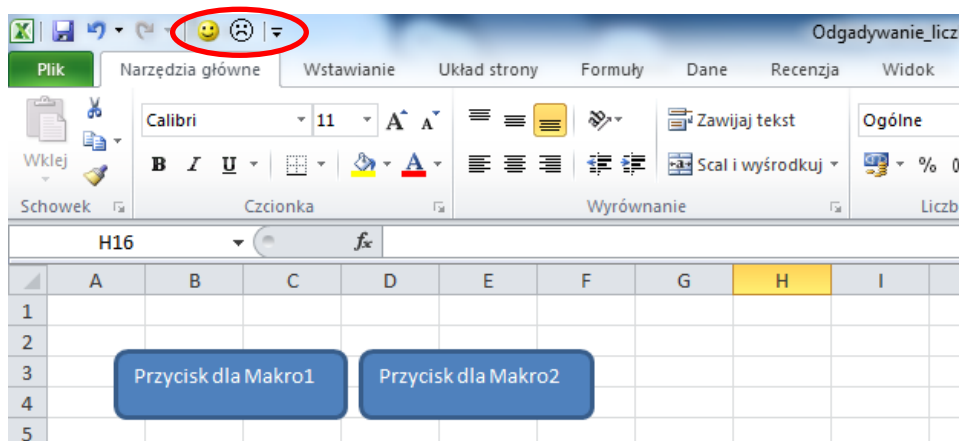 Odgadywanie_licz
Plik Narzędzia główne Wstawianie Układ strony Formuły Dane Recenzja Widok
Calibri 11 A A Zawijaj tekst Ogólne
Wklej B I U A Scal i wyśrodkuj % 0
Schowek Czcionka Wyrównanie Liczb
H16 fx
A B C D E F G H I
1
2
3 Przycisk dla Makro1 Przycisk dla Makro2
4
5